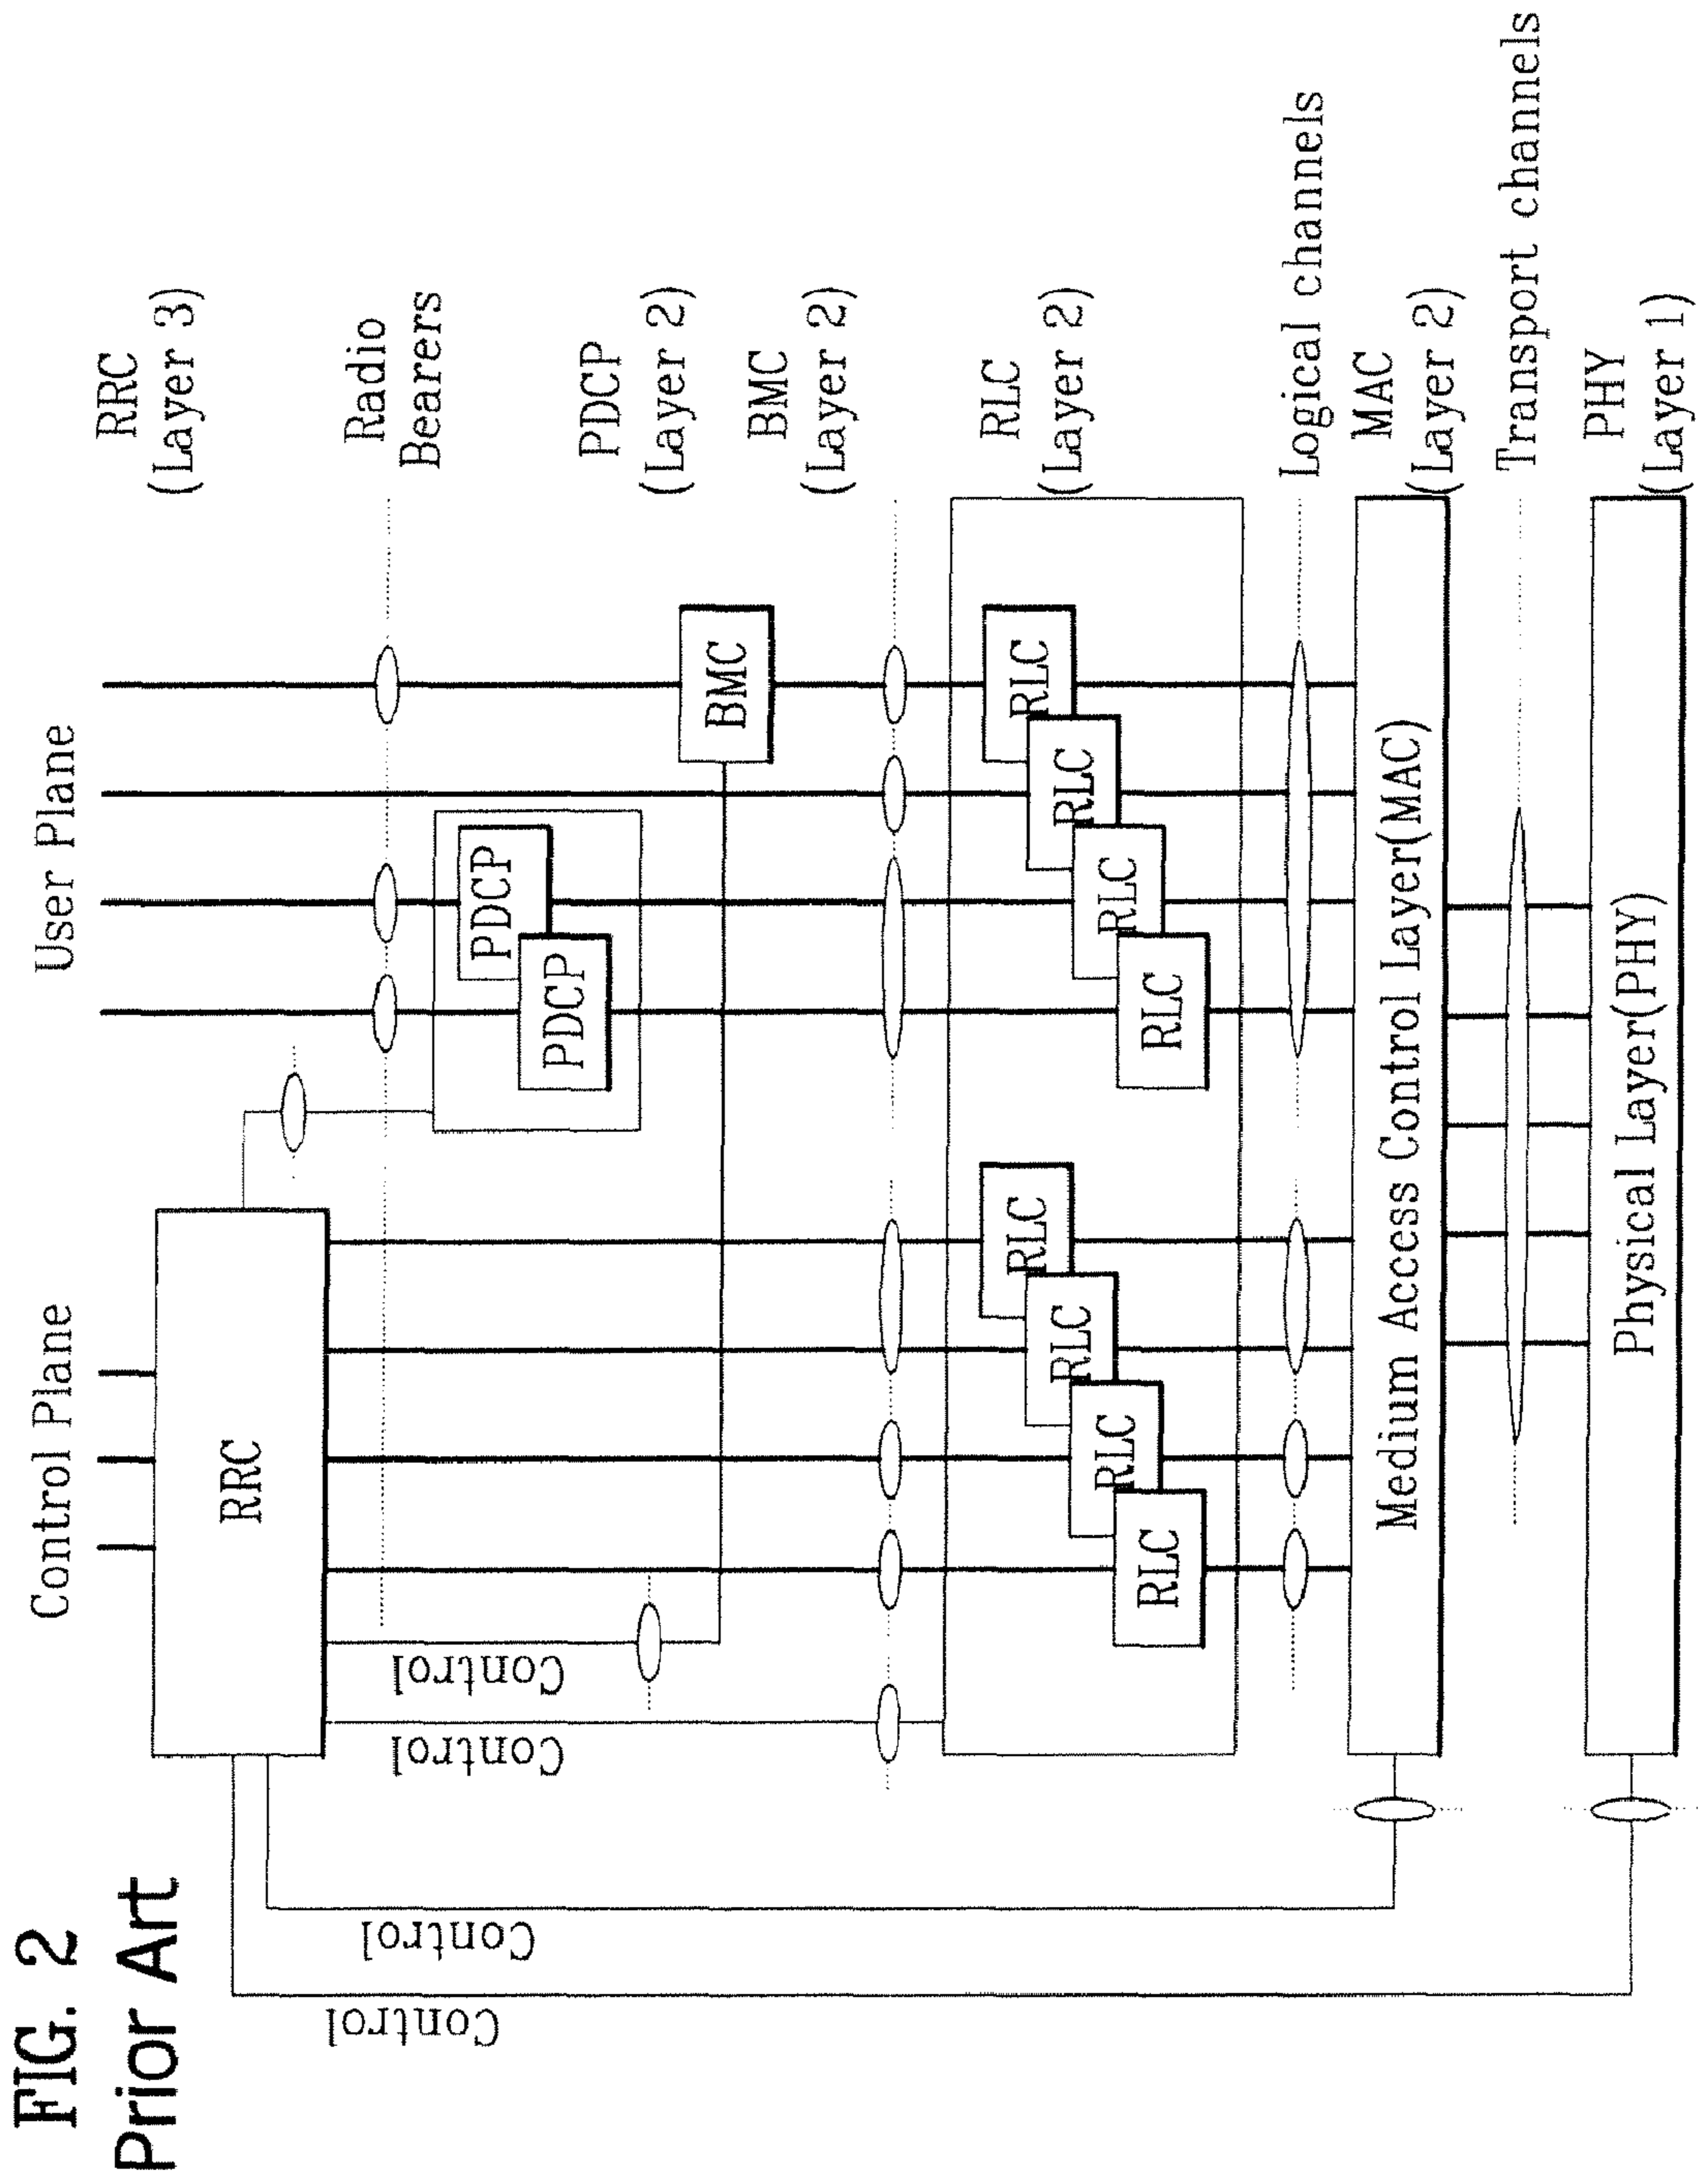 FIG. 2
Prior Art
Control Plane
User Plane
RRC
(Layer 3)
RRC
Radio
Bearers
Control
Control
Control
Control
PDCP
PDCP
PDCP
(Layer 2)
BMC
BMC
(Layer 2)
RLC
RLC
RLC
RLC
RLC
RLC
RLC
RLC
RLC
(Layer 2)
Logical channels
Medium Access Control Layer(MAC)
MAC
(Layer 2)
Transport channels
Physical Layer(PHY)
PHY
(Layer 1)